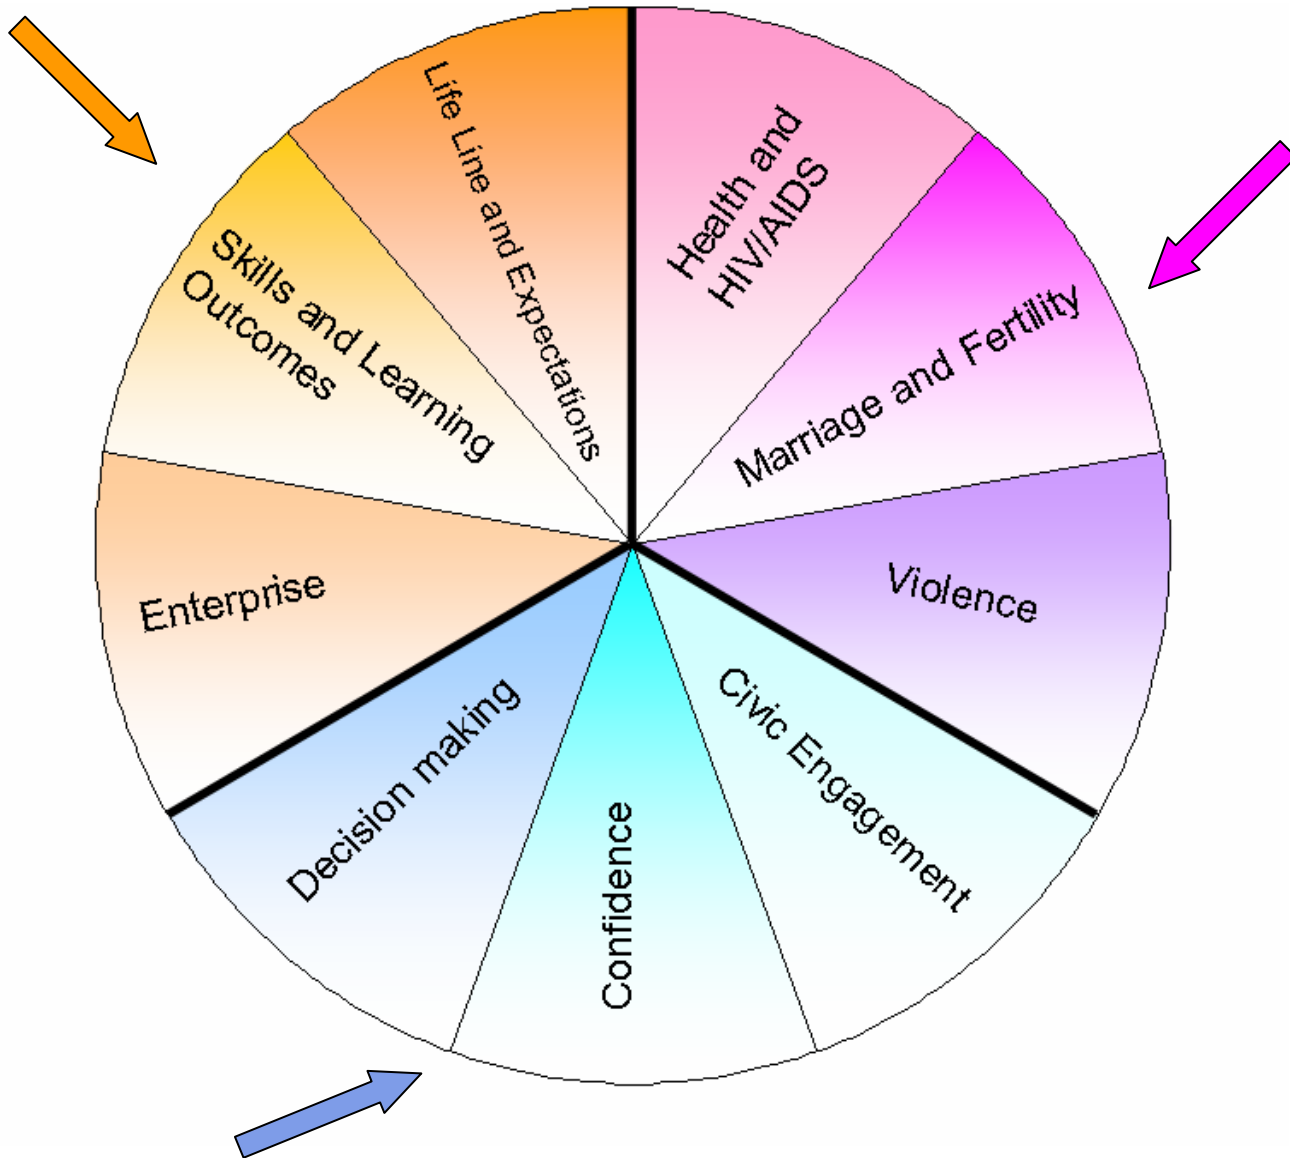 Life Line and Expectations
Health and
HIV/AIDS
Skills and Learning
Outcomes
Marriage and Fertility
Enterprise
Violence
Decision making
Civic Engagement
Confidence